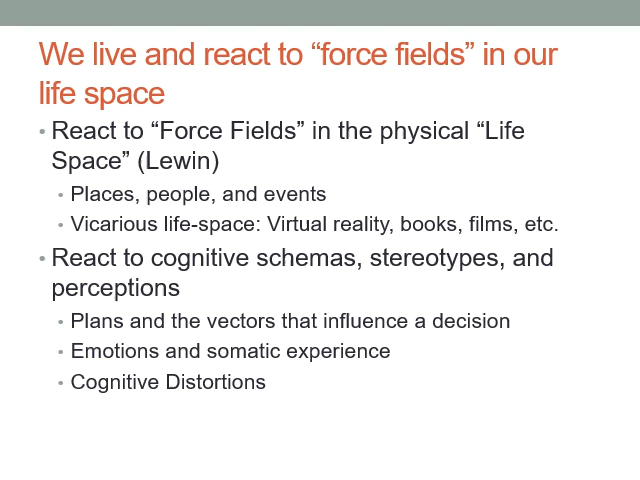 We live and react to “force fields” in our
life space
• React to “Force Fields” in the physical “Life
Space” (Lewin)
• Places, people, and events
• Vicarious life-space: Virtual reality, books, films, etc.
• React to cognitive schemas, stereotypes, and
perceptions
• Plans and the vectors that influence a decision
• Emotions and somatic experience
• Cognitive Distortions